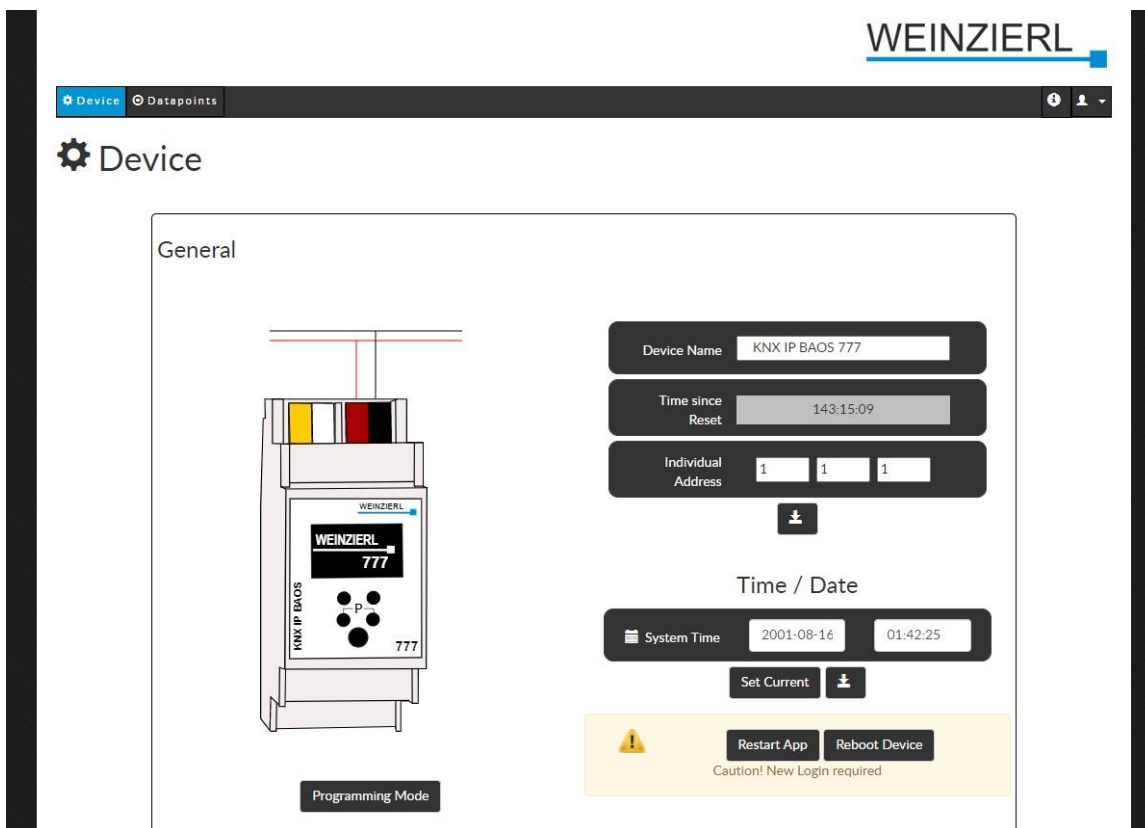 WEINZIERL
Device Datapoints
Device
General
Device Name KNX IP BAOS 777
Time since
Reset
143:15:09
Individual
Address
1 1 1
WEINZIERL
WEINZIERL
777
KNX IP BAOS
P
777
Time / Date
System Time 2001-08-16 01:42:25
Set Current
Restart App Reboot Device
Caution! New Login required
Programming Mode